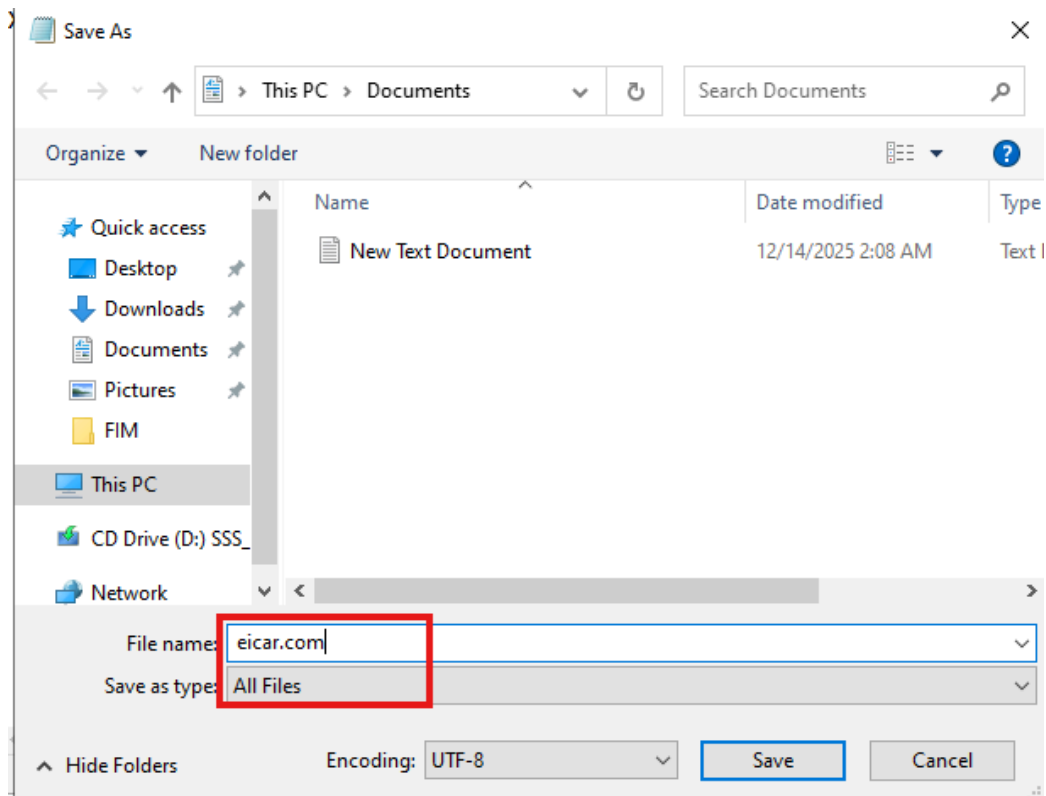 Save As
This PC > Documents
Search Documents
Organize
New folder
?
Name
Date modified
Type
Quick access
Desktop
Downloads
Documents
Pictures
FIM
This PC
CD Drive (D:) SSS_
Network
New Text Document
12/14/2025 2:08 AM
Text
File name: eicar.com
Save as type: All Files
Hide Folders
Encoding: UTF-8
Save
Cancel